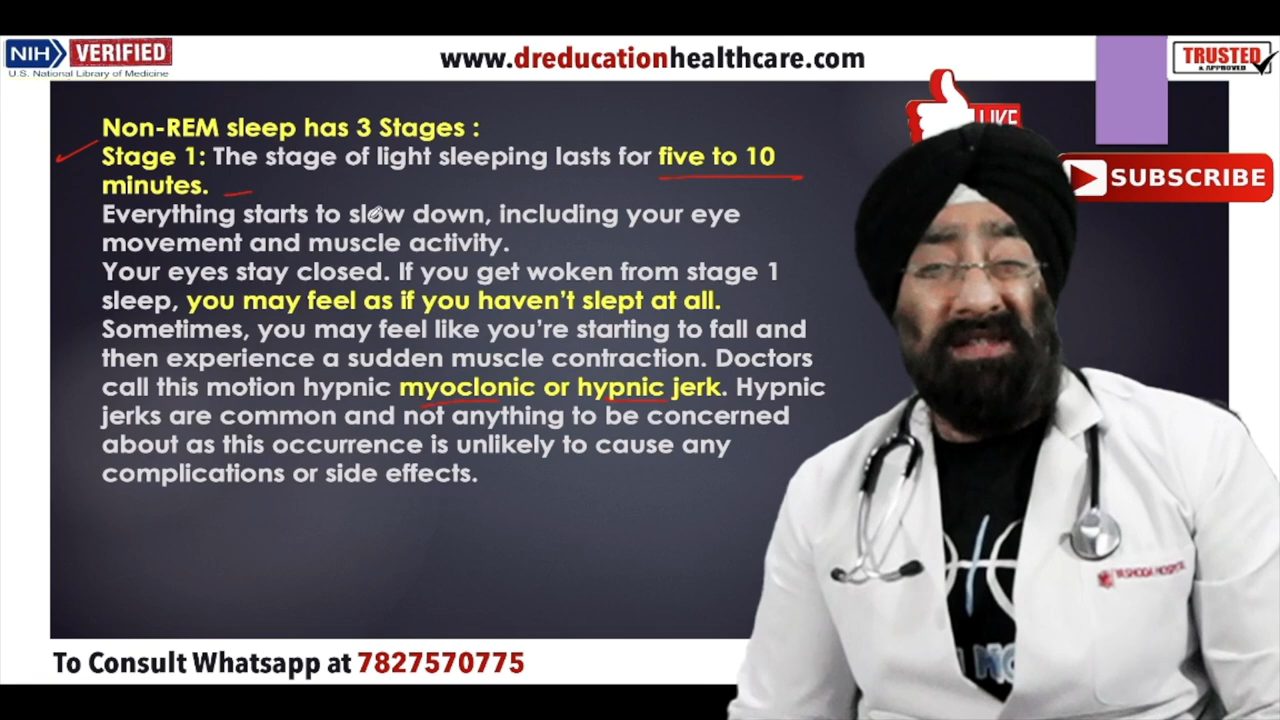 NIH VERIFIED
U.S. National Library of Medicine
www.dreducationhealthcare.com
TRUSTED
& APPROVED
LIKE
SUBSCRIBE
Non-REM sleep has 3 Stages :
Stage 1: The stage of light sleeping lasts for five to 10
minutes.
Everything starts to slow down, including your eye
movement and muscle activity.
Your eyes stay closed. If you get woken from stage 1
sleep, you may feel as if you haven’t slept at all.
Sometimes, you may feel like you’re starting to fall and
then experience a sudden muscle contraction. Doctors
call this motion hypnic myoclonic or hypnic jerk. Hypnic
jerks are common and not anything to be concerned
about as this occurrence is unlikely to cause any
complications or side effects.
To Consult Whatsapp at 7827570775